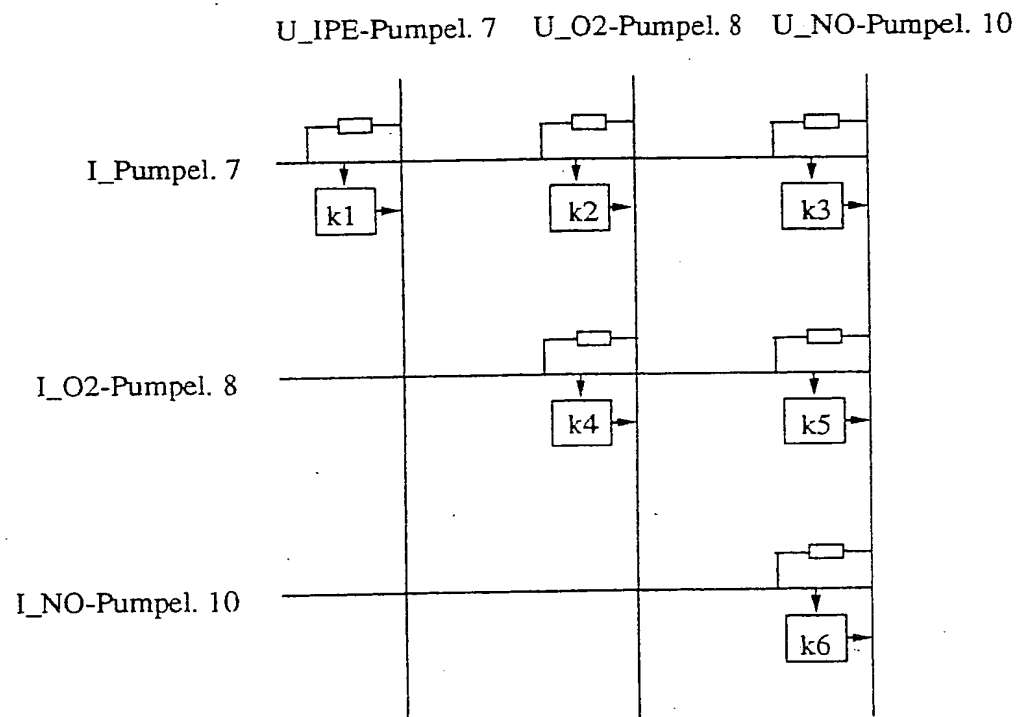 U_IPE-Pumpel. 7 U_O2-Pumpel. 8 U_NO-Pumpel. 10
I_Pumpel. 7
k1 k2 k3
I_O2-Pumpel. 8
k4 k5
I_NO-Pumpel. 10
k6